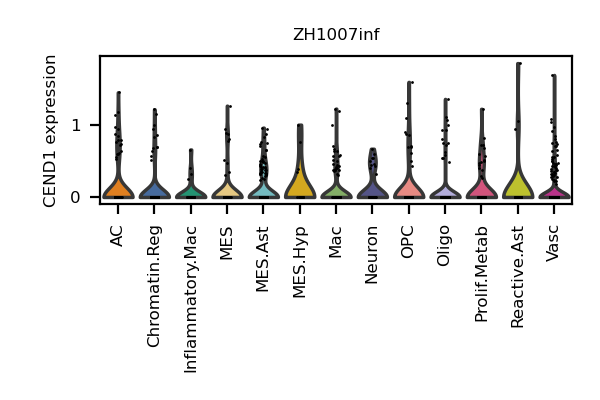 ZH1007inf
CEND1 expression
1
0
AC
Chromatin.Reg
Inflammatory.Mac
MES
MES.Ast
MES.Hyp
Mac
Neuron
OPC
Oligo
Prolif.Metab
Reactive.Ast
Vasc